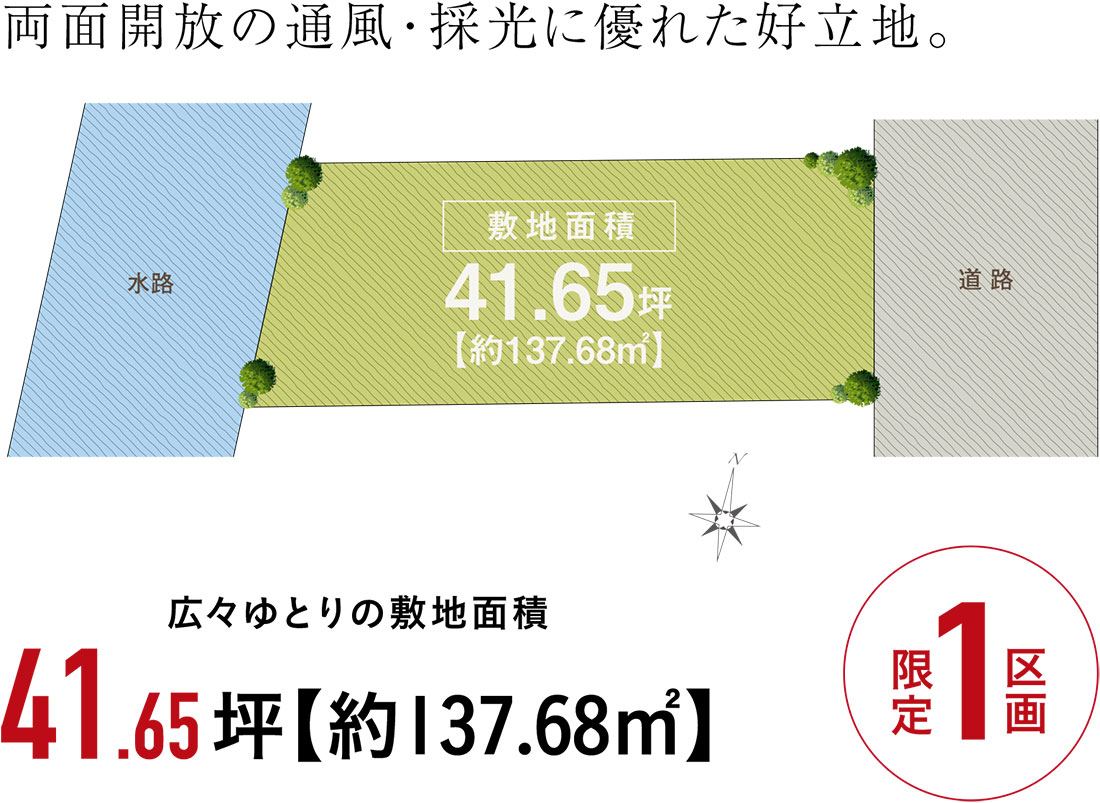 両面開放の通風・採光に優れた好立地。
敷地面積
41.65坪
【約137.68㎡】
水路
道路
N
広々ゆとりの敷地面積
41.65坪【約137.68㎡】
限定1区画